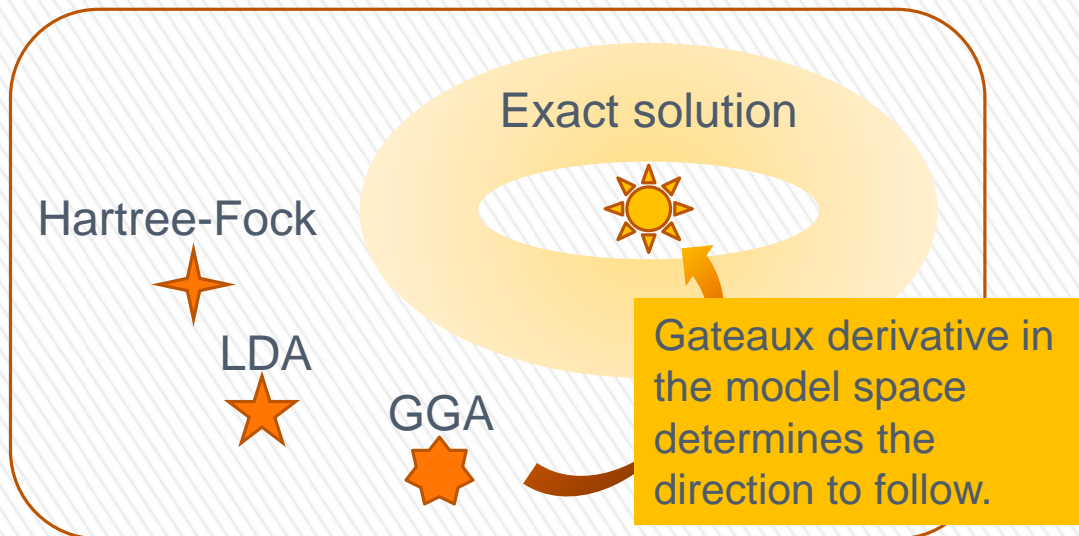 Exact solution
Hartree-Fock
LDA
GGA
Gateaux derivative in
the model space
determines the
direction to follow.